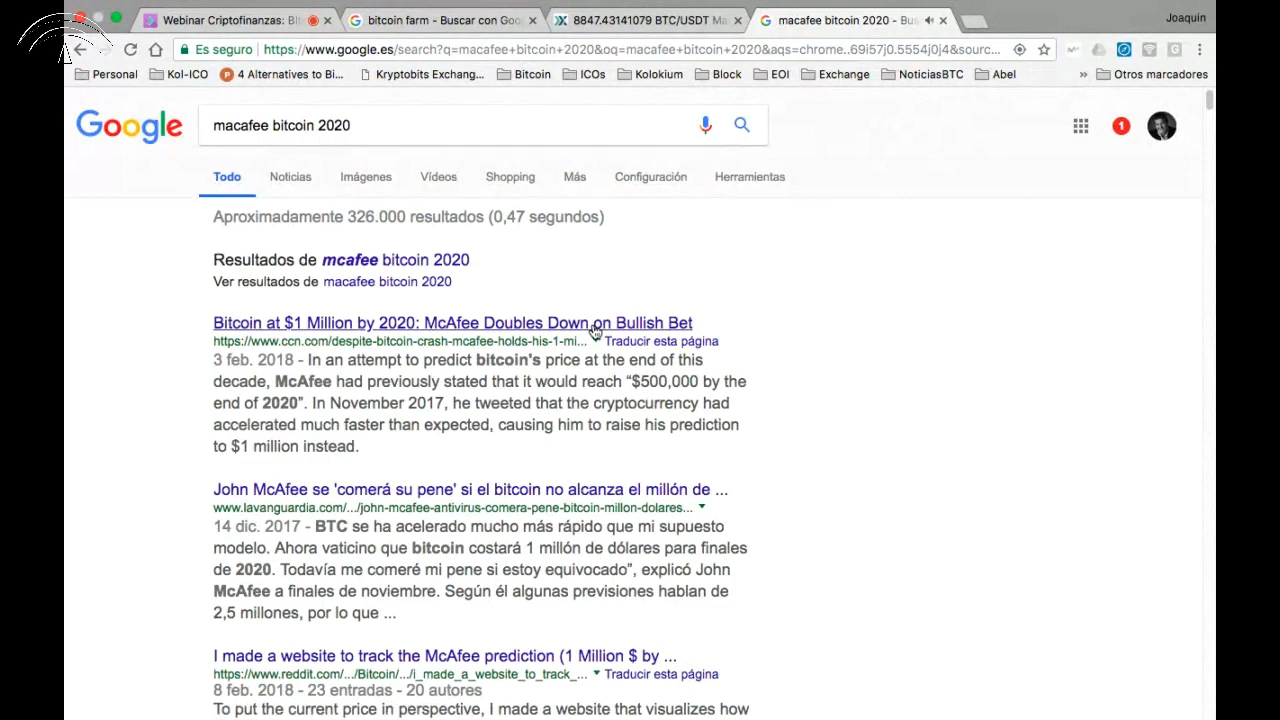 Webinar Criptofinanzas: Bit
bitcoin farm - Buscar con Goo
8847.43141079 BTC/USDT Ma
macafee bitcoin 2020 - Bus
Joaquín
Es seguro
https://www.google.es/search?q=macafee+bitcoin+2020&oq=macafee+bitcoin+2020&aqs=chrome..69i57j0.5554j0j4&sourc...
Personal
Kol-ICO
4 Alternatives to Bi...
Kryptobits Exchang...
Bitcoin
ICOs
Kolokium
Block
EOI
Exchange
NoticiasBTC
Abel
»
Otros marcadores
Google
macafee bitcoin 2020
1
Todo
Noticias
Imágenes
Vídeos
Shopping
Más
Configuración
Herramientas
Aproximadamente 326.000 resultados (0,47 segundos)
Resultados de mcafee bitcoin 2020
Ver resultados de macafee bitcoin 2020
Bitcoin at $1 Million by 2020: McAfee Doubles Down on Bullish Bet
https://www.ccn.com/despite-bitcoin-crash-mcafee-holds-his-1-mi... Traducir esta página
3 feb. 2018 - In an attempt to predict bitcoin's price at the end of this
decade, McAfee had previously stated that it would reach “$500,000 by the
end of 2020”. In November 2017, he tweeted that the cryptocurrency had
accelerated much faster than expected, causing him to raise his prediction
to $1 million instead.
John McAfee se 'comerá su pene' si el bitcoin no alcanza el millón de ...
www.lavanguardia.com/.../john-mcafee-antivirus-comera-pene-bitcoin-millon-dolares...
14 dic. 2017 - BTC se ha acelerado mucho más rápido que mi supuesto
modelo. Ahora vaticino que bitcoin costará 1 millón de dólares para finales
de 2020. Todavía me comeré mi pene si estoy equivocado”, explicó John
McAfee a finales de noviembre. Según él algunas previsiones hablan de
2,5 millones, por lo que ...
I made a website to track the McAfee prediction (1 Million $ by ...
https://www.reddit.com/.../Bitcoin/.../i_made_a_website_to_track_... Traducir esta página
8 feb. 2018 - 23 entradas - 20 autores
To put the current price in perspective, I made a website that visualizes how